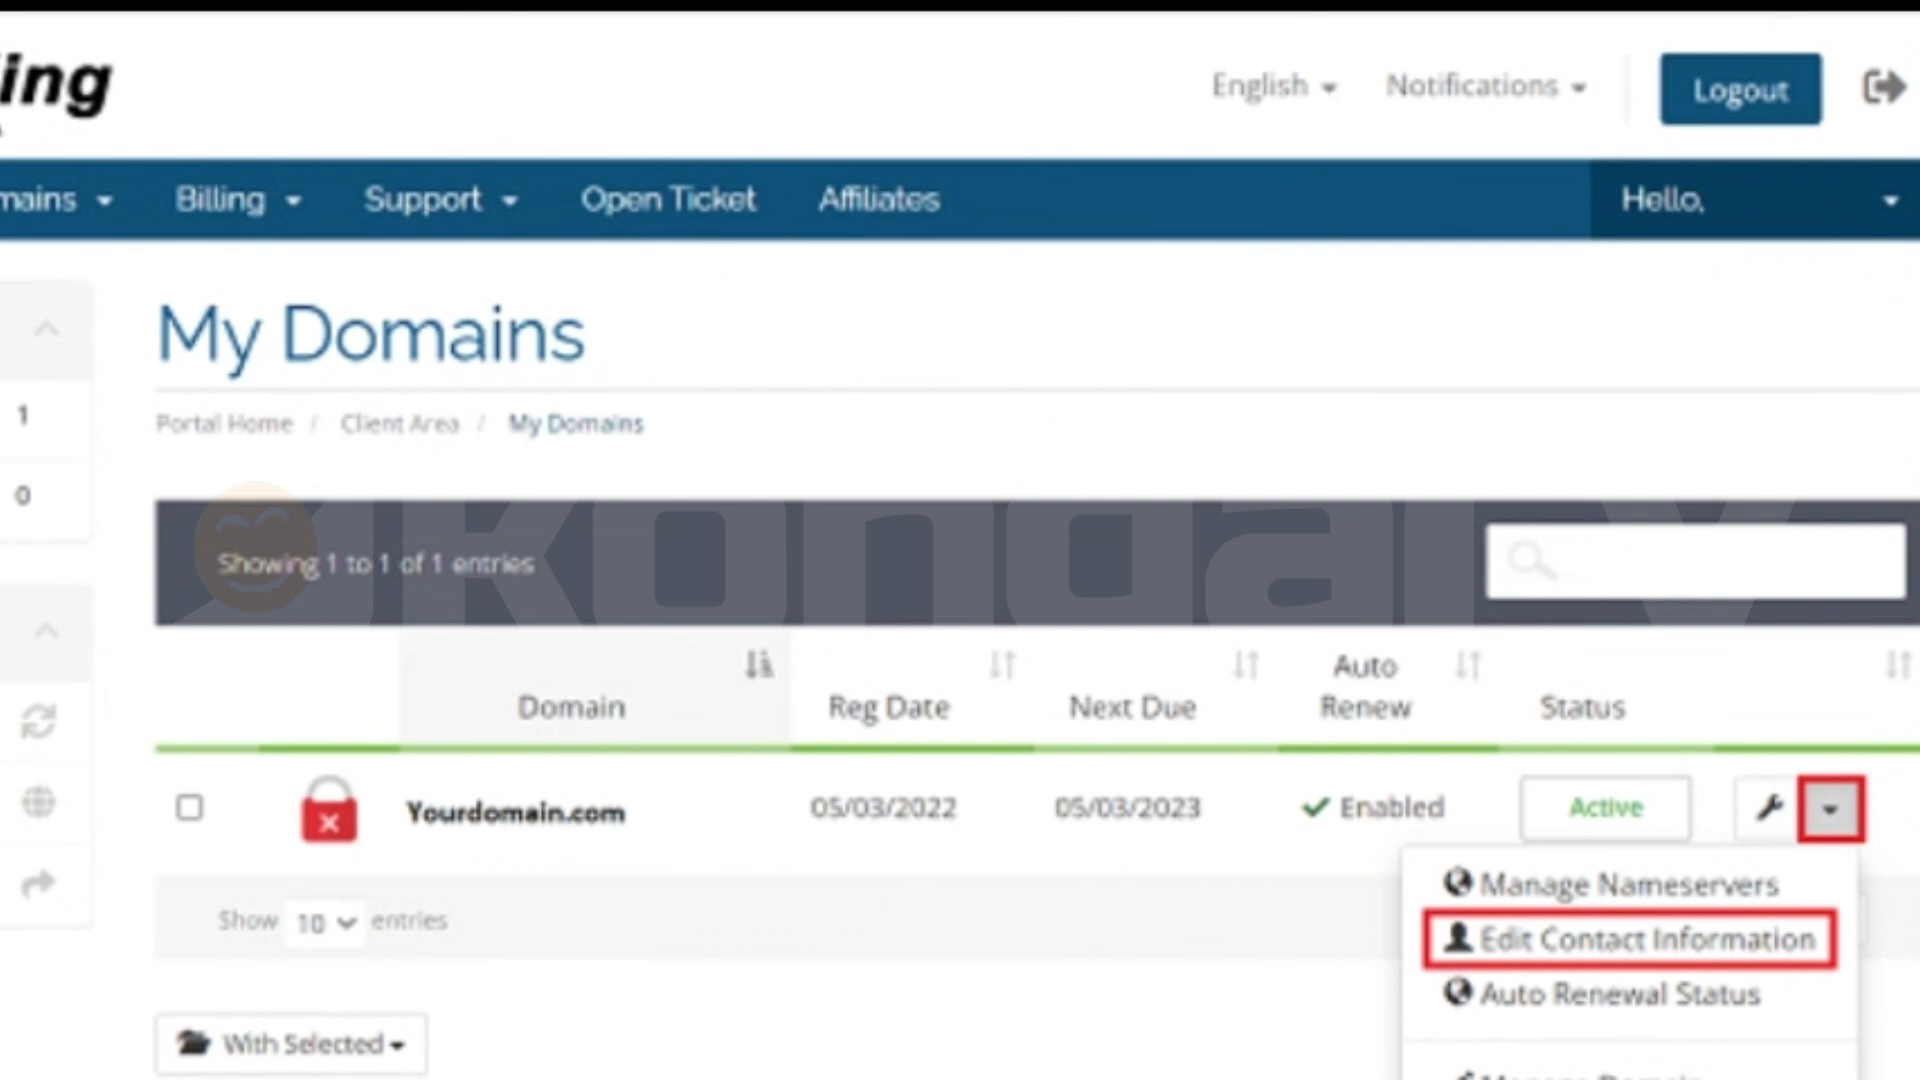 ing
mains Billing Support Open Ticket Affiliates Hello,
English Notifications Logout
My Domains
1
Portal Home / Client Area / My Domains
0
Showing 1 to 1 of 1 entries
Domain Reg Date Next Due Auto Renew Status
Yourdomain.com 05/03/2022 05/03/2023 Enabled Active
Manage Nameservers
Show 10 entries
Edit Contact Information
Auto Renewal Status
With Selected
Manage Domain